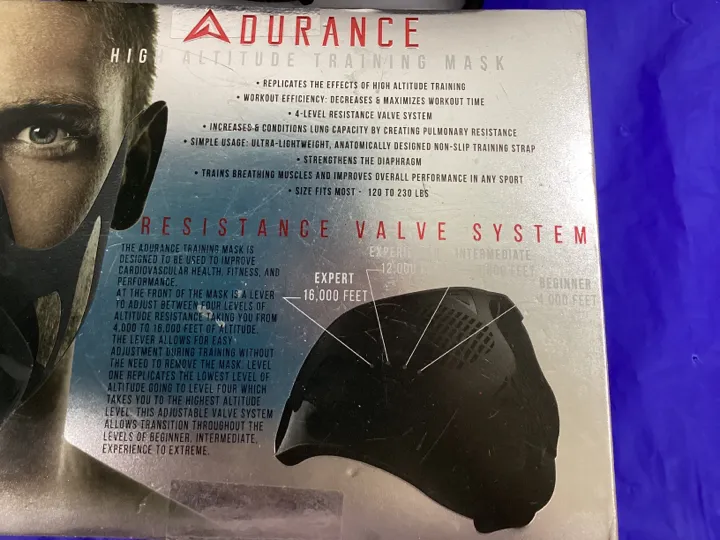 ADURANCE
HIGH ALTITUDE TRAINING MASK
• REPLICATES THE EFFECTS OF HIGH ALTITUDE TRAINING
• WORKOUT EFFICIENCY: DECREASES & MAXIMIZES WORKOUT TIME
• 4-LEVEL RESISTANCE VALVE SYSTEM
• INCREASES & CONDITIONS LUNG CAPACITY BY CREATING PULMONARY RESISTANCE
• SIMPLE USAGE: ULTRA-LIGHTWEIGHT, ANATOMICALLY DESIGNED NON-SLIP TRAINING STRAP
• STRENGTHENS THE DIAPHRAGM
• TRAINS BREATHING MUSCLES AND IMPROVES OVERALL PERFORMANCE IN ANY SPORT
• SIZE FITS MOST - 120 TO 230 LBS
RESISTANCE VALVE SYSTEM
THE ADURANCE TRAINING MASK IS
DESIGNED TO BE USED TO IMPROVE
CARDIOVASCULAR HEALTH, FITNESS, AND
PERFORMANCE.
AT THE FRONT OF THE MASK IS A LEVER
TO ADJUST BETWEEN FOUR LEVELS OF
ALTITUDE RESISTANCE TAKING YOU FROM
4,000 TO 16,000 FEET OF ALTITUDE.
THE LEVER ALLOWS FOR EASY
ADJUSTMENT DURING TRAINING WITHOUT
THE NEED TO REMOVE THE MASK. LEVEL
ONE REPLICATES THE LOWEST LEVEL OF
ALTITUDE GOING TO LEVEL FOUR WHICH
TAKES YOU TO THE HIGHEST ALTITUDE
LEVEL. THIS ADJUSTABLE VALVE SYSTEM
ALLOWS TRANSITION THROUGHOUT THE
LEVELS OF BEGINNER, INTERMEDIATE,
EXPERIENCE TO EXTREME.
EXPERT
16,000 FEET
12,000
INTERMEDIATE
FEET
BEGINNER
4,000 FEET